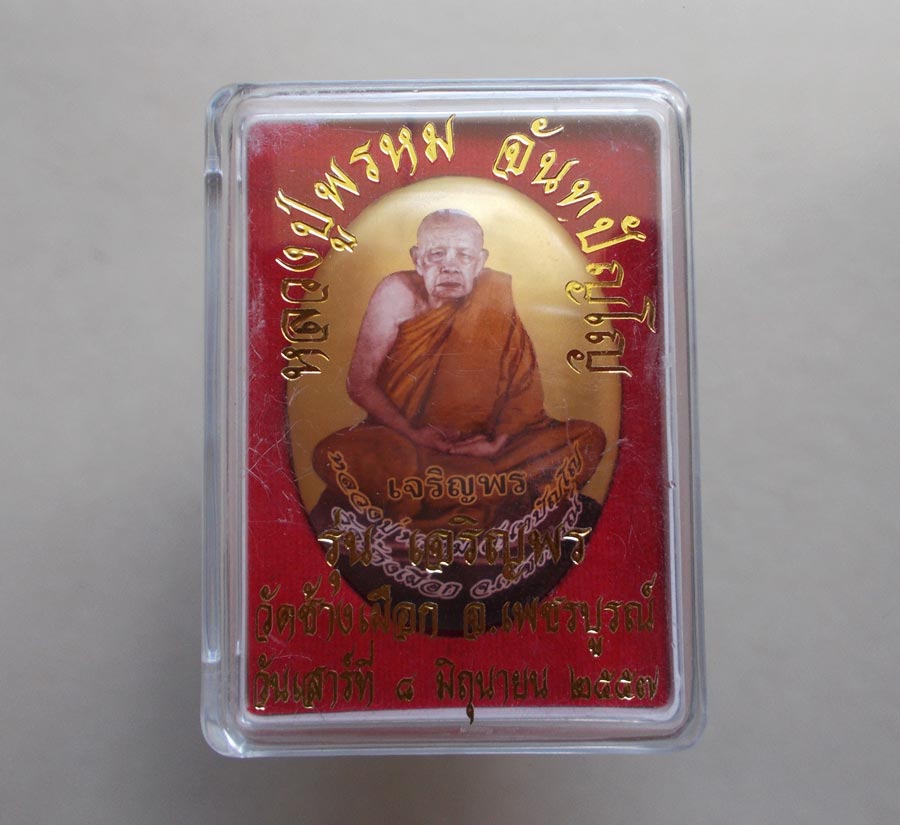 หลวงปู่พรหม จันทปัญโญ
เจริญพร
รุ่น เจริญพร
วัดช้างเผือก จ.เพชรบูรณ์
วันเสาร์ที่ ๘ มิถุนายน ๒๕๕๗